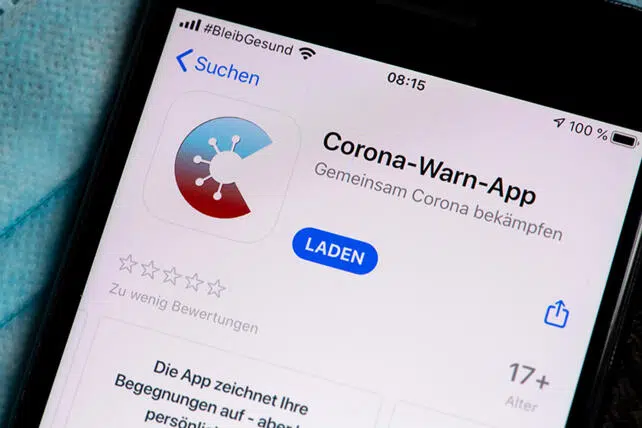 #BleibGesund
08:15
100 %
Suchen
Corona-Warn-App
Gemeinsam Corona bekämpfen
LADEN
Zu wenig Bewertungen
17+
Alter
Die App zeichnet Ihre
Begegnungen auf - aber
persönlich